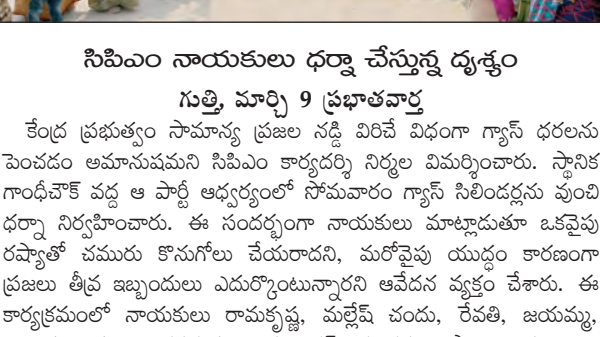 సిపిఎం నాయకులు ధర్నా చేస్తున్న దృశ్యం
గుత్తి, మార్చి 9 ప్రభాతవార్త
కేంద్ర ప్రభుత్వం సామాన్య ప్రజల నడ్డి విరిచే విధంగా గ్యాస్ ధరలను
పెంచడం అమానుషమని సిపిఎం కార్యదర్శి నిర్మల విమర్శించారు. స్థానిక
గాంధీచౌక్ వద్ద ఆ పార్టీ ఆధ్వర్యంలో సోమవారం గ్యాస్ సిలిండర్లను వుంచి
ధర్నా నిర్వహించారు. ఈ సందర్భంగా నాయకులు మాట్లాడుతూ ఒకవైపు
రష్యాతో చమురు కొనుగోలు చేయరాదని, మరోవైపు యుద్ధం కారణంగా
ప్రజలు తీవ్ర ఇబ్బందులు ఎదుర్కొంటున్నారని ఆవేదన వ్యక్తం చేశారు. ఈ
కార్యక్రమంలో నాయకులు రామకృష్ణ, మల్లేష్ చందు, రేవతి, జయమ్మ,